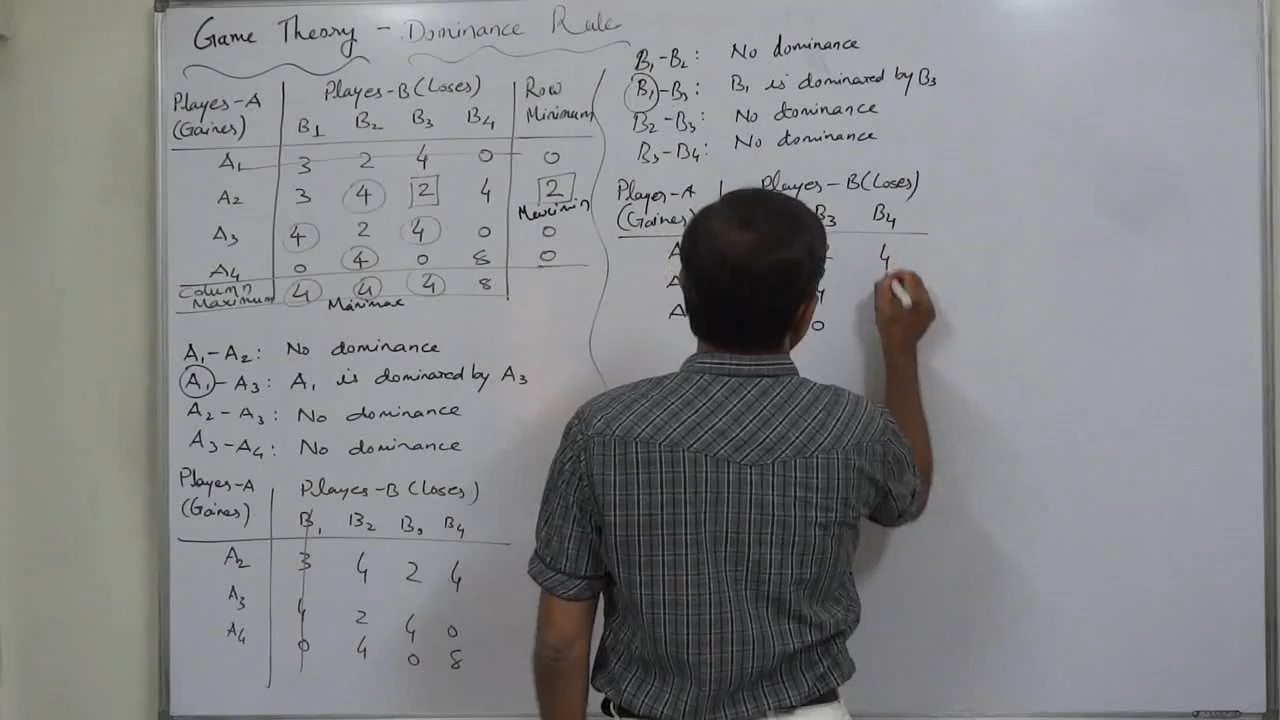 Game Theory - Dominance Rule
Player-A Player-B (Loses) Row
(Gainer) B1 B2 B3 B4 Minimum
A1 3 2 4 0 0
A2 3 4 2 4 2
Maximin
A3 4 2 4 0 0
A4 0 4 0 8 0
Column
Maximum 4 4 4 8
Minimax
A1-A2: No dominance
A1-A3: A1 is dominated by A3
A2-A3: No dominance
A3-A4: No dominance
Player-A Player-B (Loses)
(Gainer) B1 B2 B3 B4
A2 3 4 2 4
A3 4 2 4 0
A4 0 4 0 8
B1-B2: No dominance
B1-B3: B1 is dominated by B3
B2-B3: No dominance
B3-B4: No dominance
Player-A Player-B (Loses)
(Gainer) B3 B4
4
0